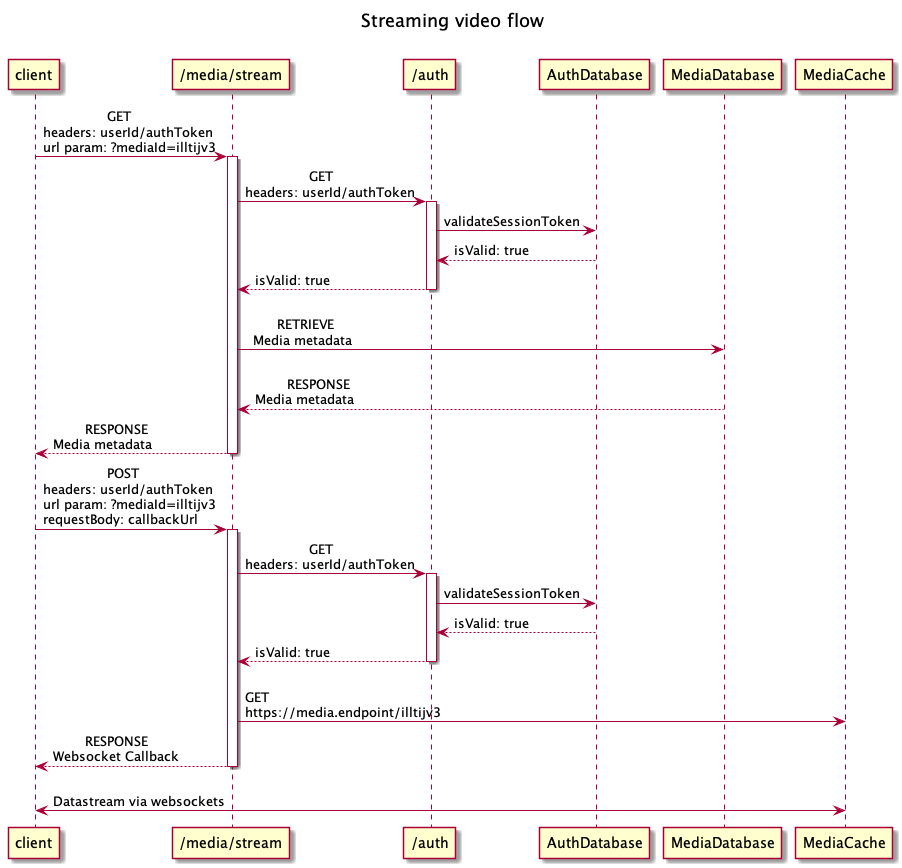 Streaming video flow
client
/media/stream
/auth
AuthDatabase
MediaDatabase
MediaCache
GET
headers: userId/authToken
url param: ?mediaId=illtijv3
GET
headers: userId/authToken
validateSessionToken
isValid: true
isValid: true
RETRIEVE
Media metadata
RESPONSE
Media metadata
RESPONSE
Media metadata
POST
headers: userId/authToken
url param: ?mediaId=illtijv3
requestBody: callbackUrl
GET
headers: userId/authToken
validateSessionToken
isValid: true
isValid: true
GET
https://media.endpoint/illtijv3
RESPONSE
Websocket Callback
Datastream via websockets
client
/media/stream
/auth
AuthDatabase
MediaDatabase
MediaCache